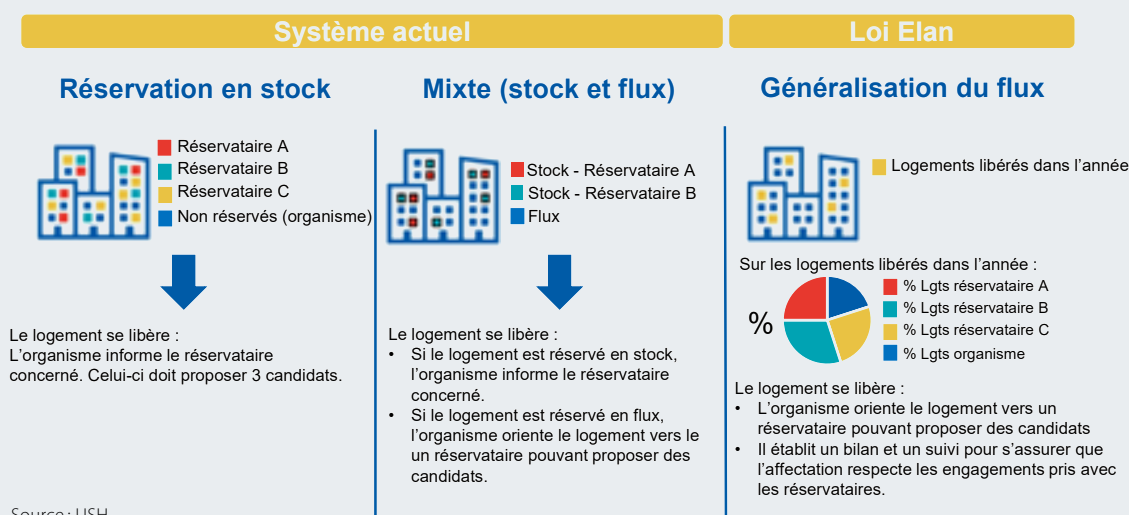 Système actuel
Loi Elan
Réservation en stock
Réservataire A
Réservataire B
Réservataire C
Non réservés (organisme)
Le logement se libère :
L'organisme informe le réservataire
concerné. Celui-ci doit proposer 3 candidats.
Mixte (stock et flux)
Stock - Réservataire A
Stock - Réservataire B
Flux
Le logement se libère :
• Si le logement est réservé en stock,
l'organisme informe le réservataire
concerné.
• Si le logement est réservé en flux,
l'organisme oriente le logement vers le
un réservataire pouvant proposer des
candidats.
Généralisation du flux
Logements libérés dans l'année
Sur les logements libérés dans l'année :
%
% Lgts réservataire A
% Lgts réservataire B
% Lgts réservataire C
% Lgts organisme
Le logement se libère :
• L'organisme oriente le logement vers un
réservataire pouvant proposer des candidats
• Il établit un bilan et un suivi pour s'assurer que
l'affectation respecte les engagements pris avec
les réservataires.
Source : USH